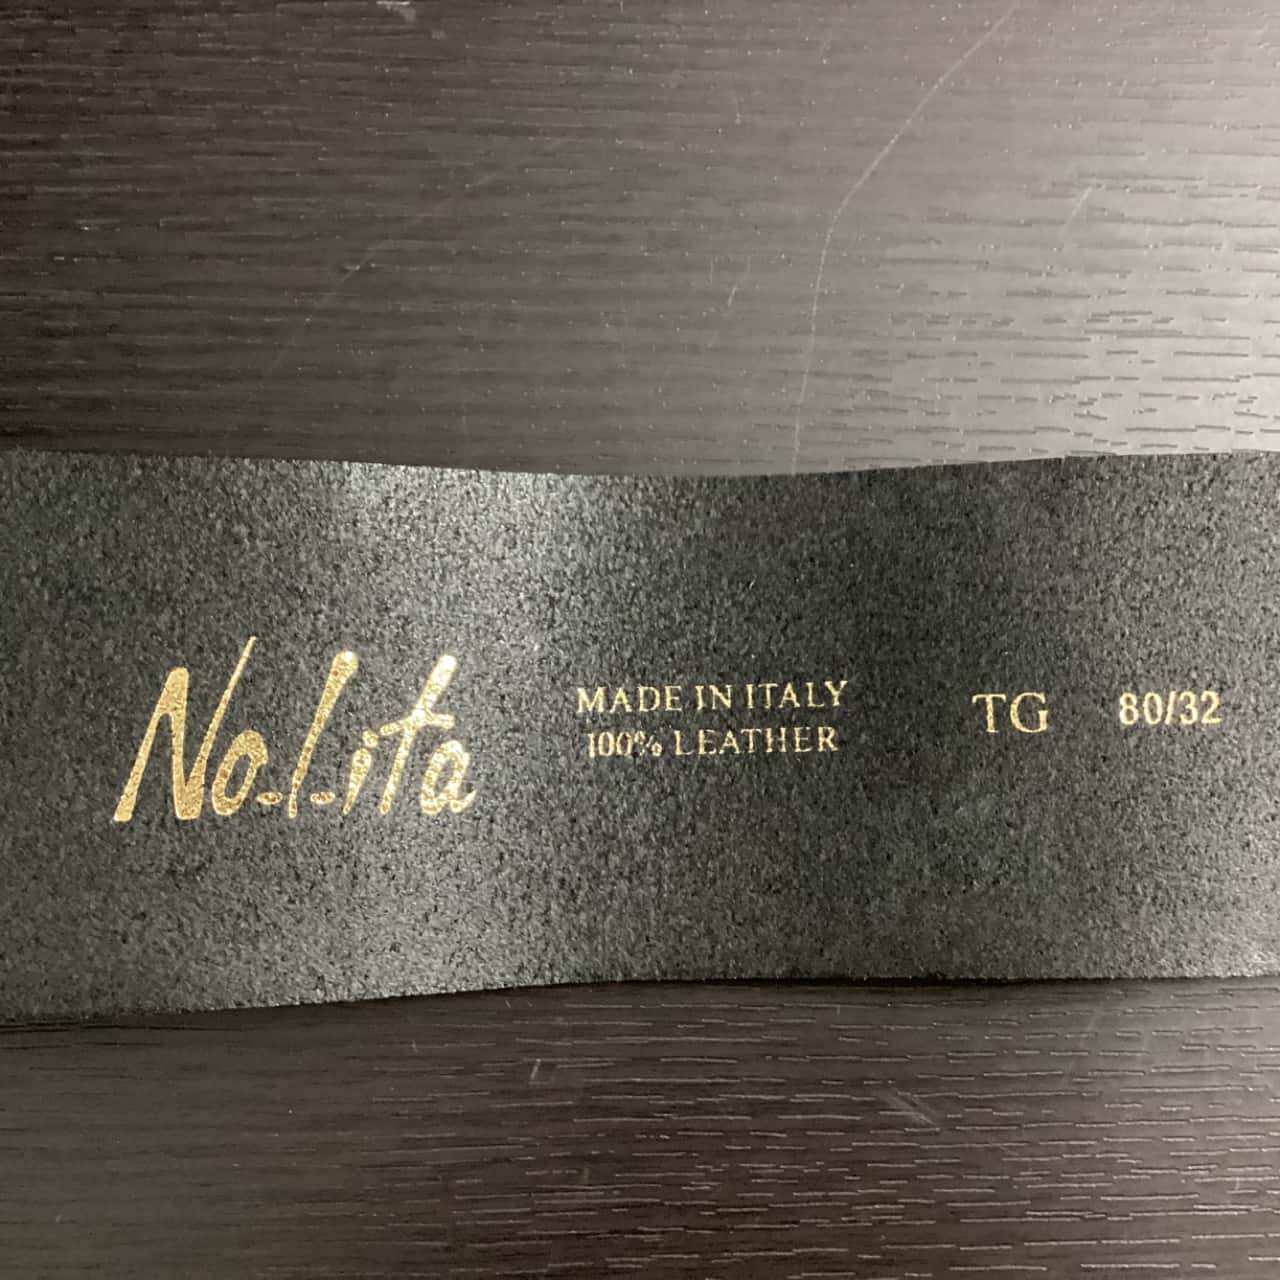 No.l.ita
MADE IN ITALY
100% LEATHER
TG 80/32